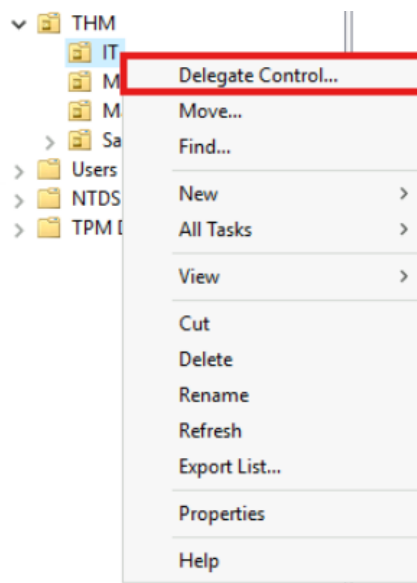 THM
IT
M
M
Sa
Users
NTDS
TPM
Delegate Control...
Move...
Find...
New
All Tasks
View
Cut
Delete
Rename
Refresh
Export List...
Properties
Help